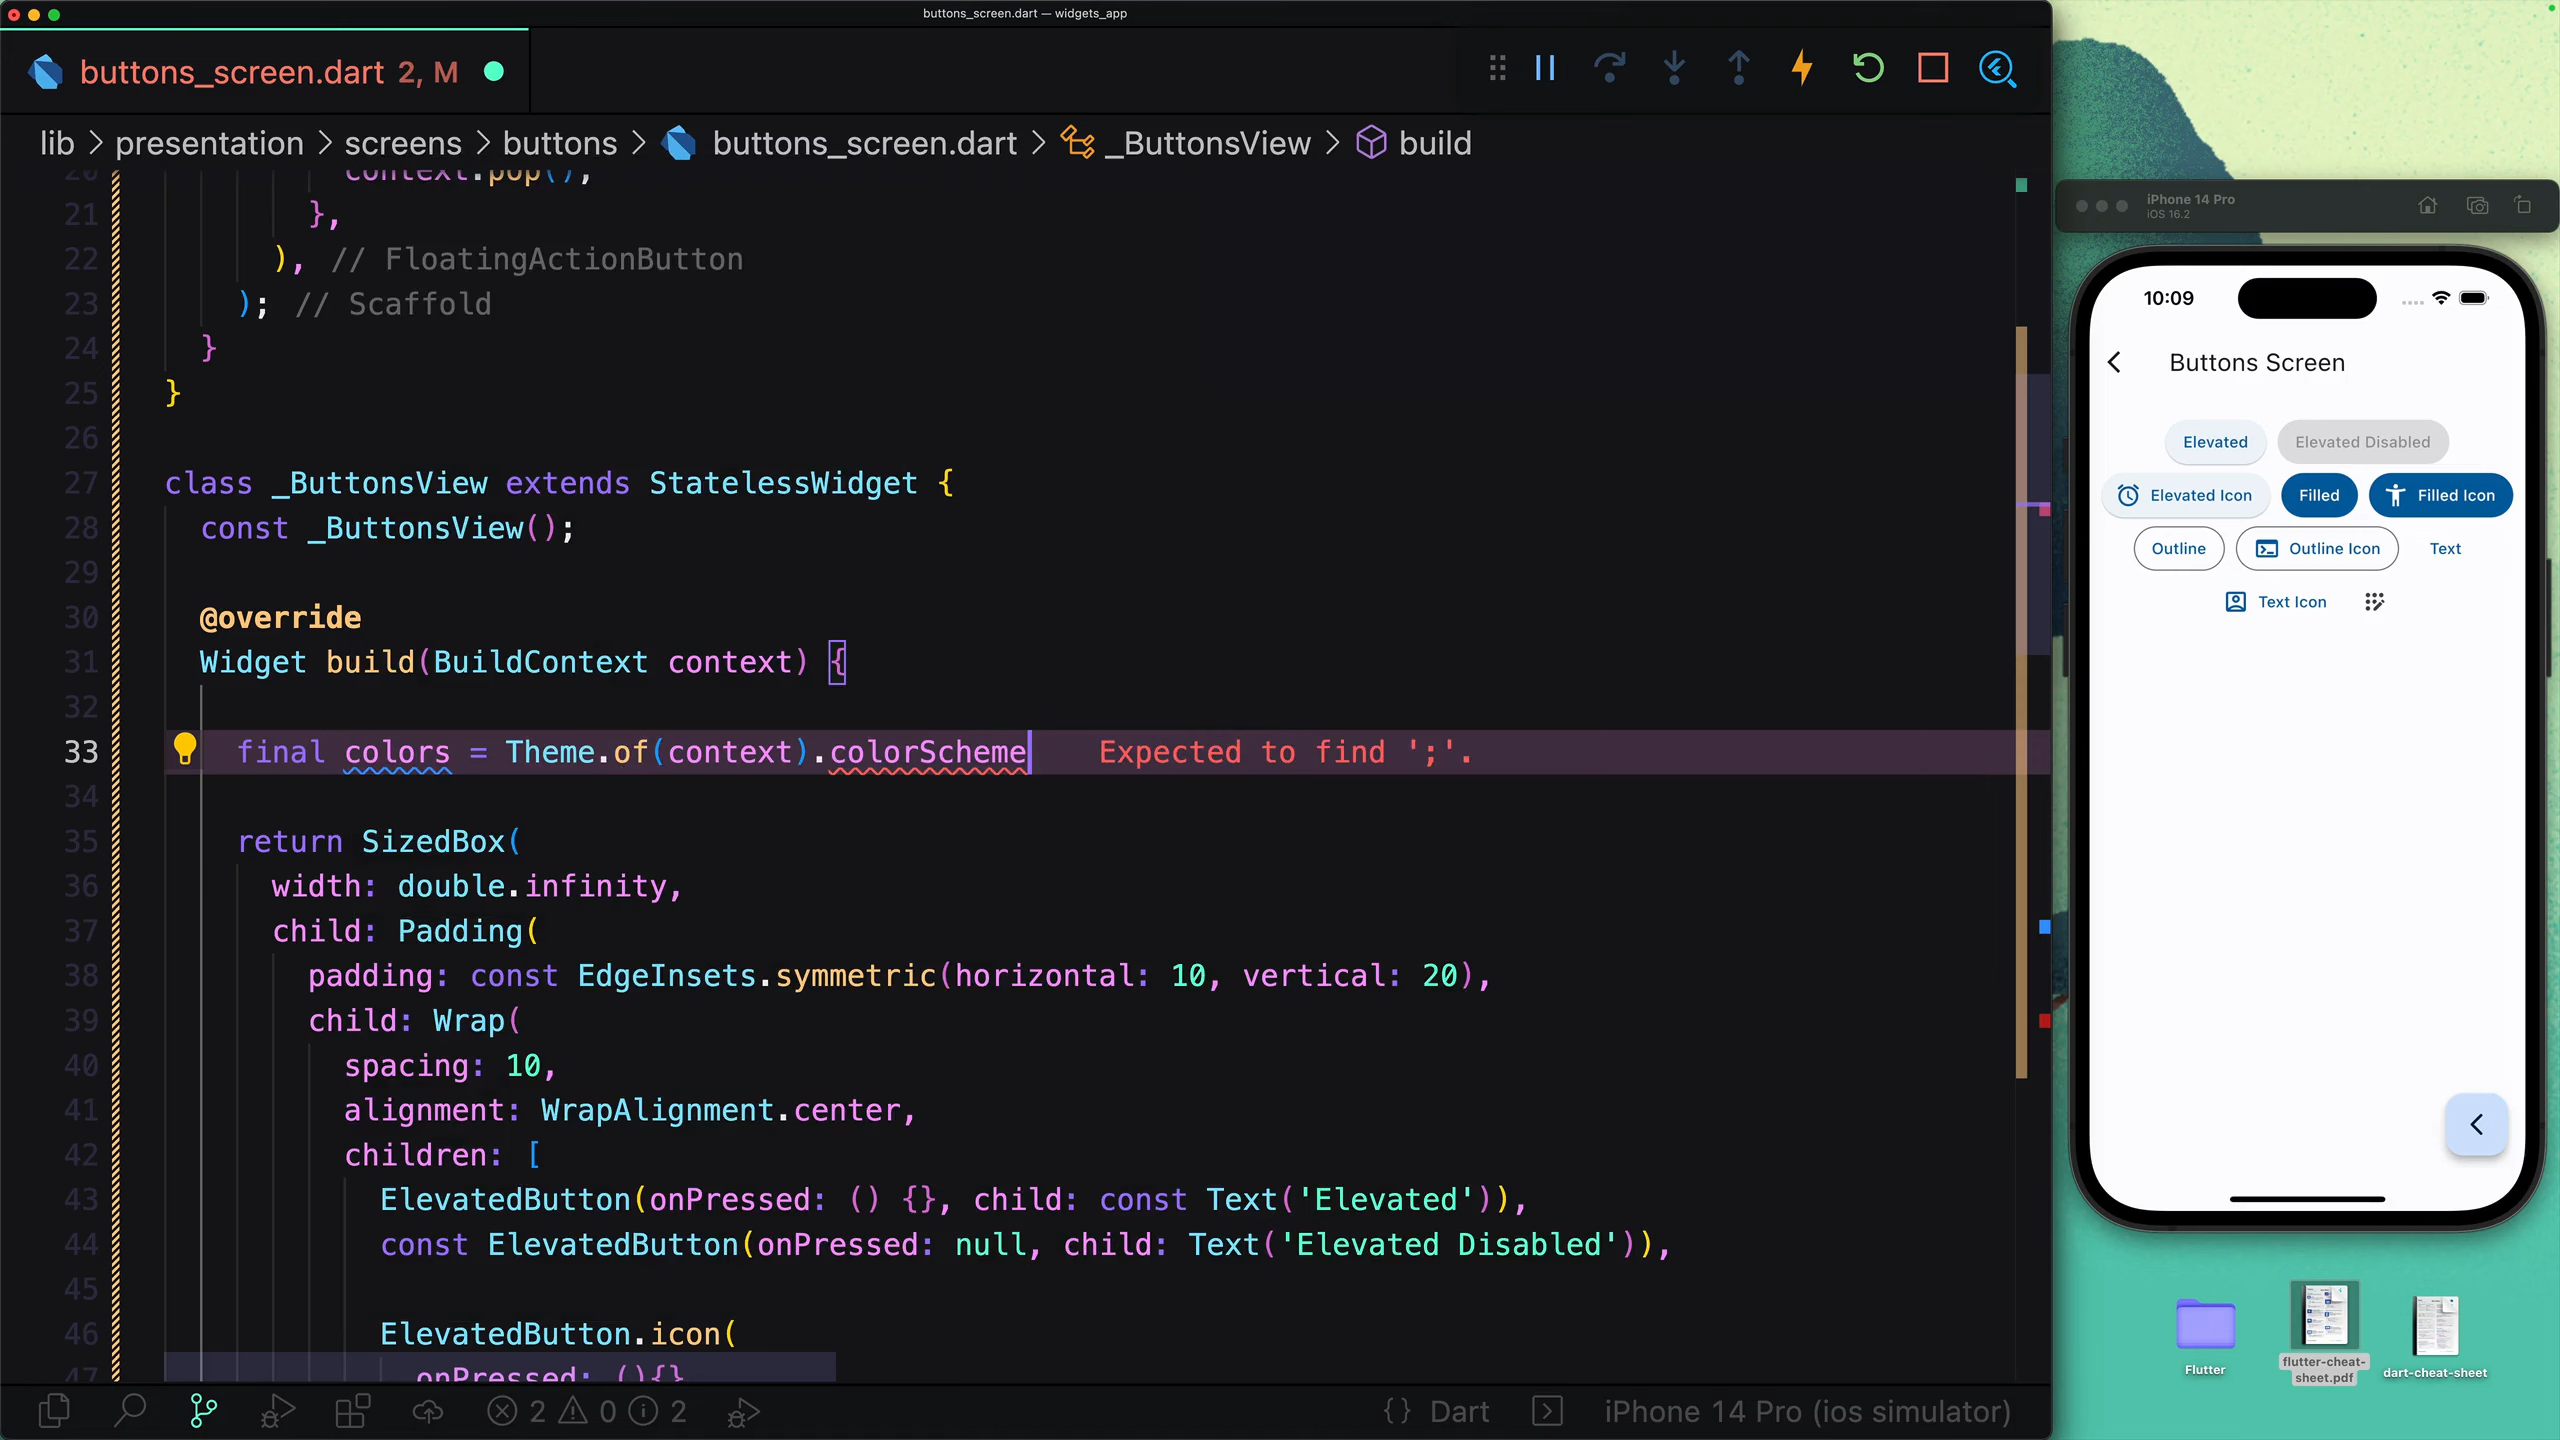 buttons_screen.dart — widgets_app
buttons_screen.dart 2, M
lib > presentation > screens > buttons > buttons_screen.dart > _ButtonsView > build
20 context.pop();
21 },
22 ), // FloatingActionButton
23 ); // Scaffold
24 }
25 }
26
27 class _ButtonsView extends StatelessWidget {
28 const _ButtonsView();
29
30 @override
31 Widget build(BuildContext context) {
32
33 final colors = Theme.of(context).colorScheme Expected to find ';'.
34
35 return SizedBox(
36 width: double.infinity,
37 child: Padding(
38 padding: const EdgeInsets.symmetric(horizontal: 10, vertical: 20),
39 child: Wrap(
40 spacing: 10,
41 alignment: WrapAlignment.center,
42 children: [
43 ElevatedButton(onPressed: () {}, child: const Text('Elevated')),
44 const ElevatedButton(onPressed: null, child: Text('Elevated Disabled')),
45
46 ElevatedButton.icon(
47 onPressed: (){}
2 0 2 {} Dart iPhone 14 Pro (ios simulator)
iPhone 14 Pro
iOS 16.2
10:09
Buttons Screen
Elevated Elevated Disabled
Elevated Icon Filled Filled Icon
Outline Outline Icon Text
Text Icon
Flutter
flutter-cheat-
sheet.pdf
dart-cheat-sheet